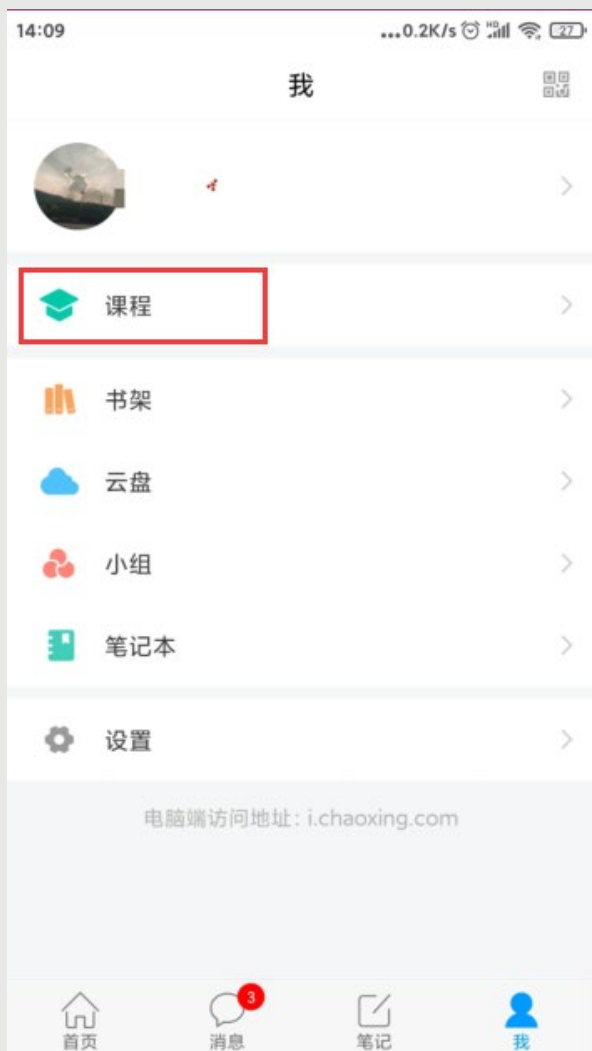 14:09
...0.2K/s HD 27
我
课程
书架
云盘
小组
笔记本
设置
电脑端访问地址: i.chaoxing.com
3
首页 消息 笔记 我